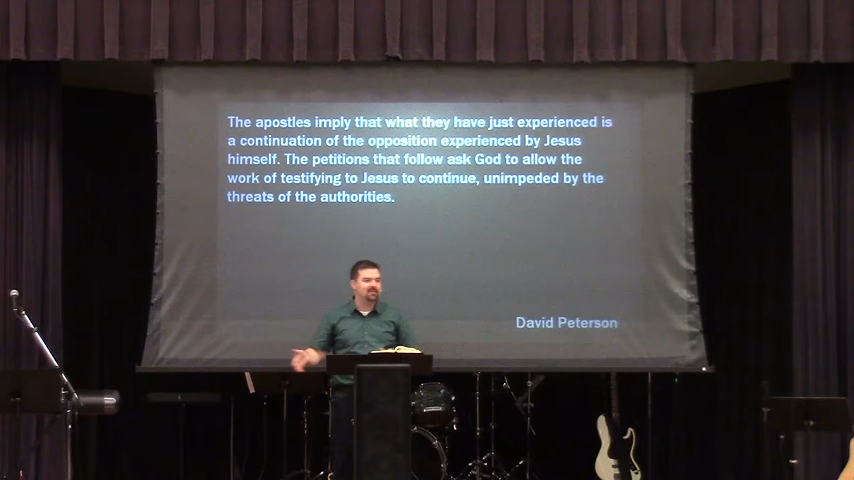 The apostles imply that what they have just experienced is
a continuation of the opposition experienced by Jesus
himself. The petitions that follow ask God to allow the
work of testifying to Jesus to continue, unimpeded by the
threats of the authorities.
David Peterson